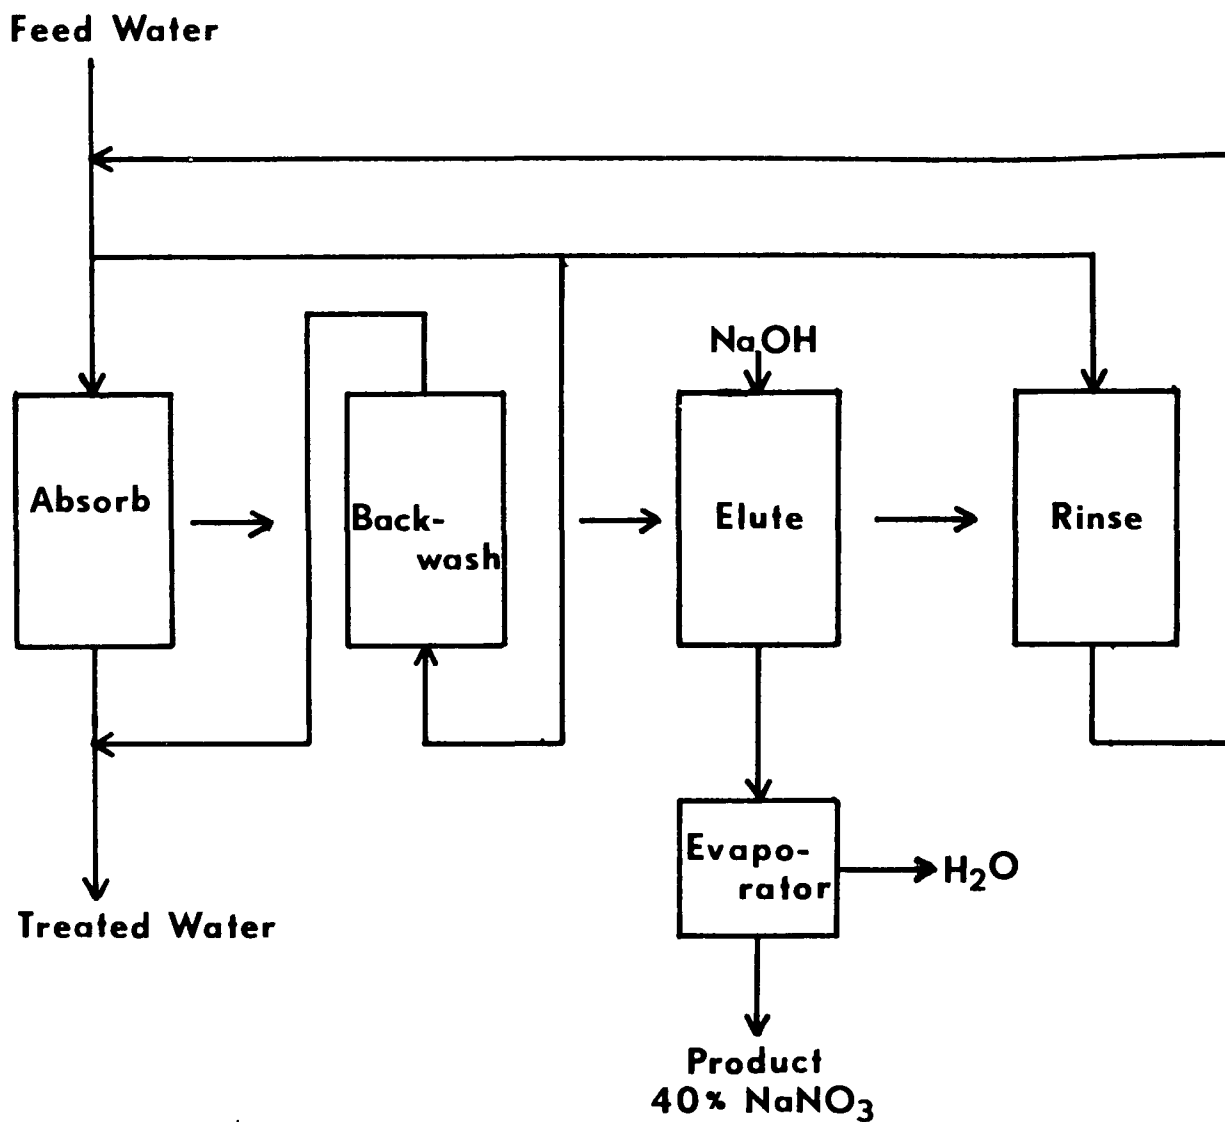 Feed Water
NaOH
Absorb
Back-
wash
Elute
Rinse
Evapo-
rator
H2O
Treated Water
Product
40% NaNO3